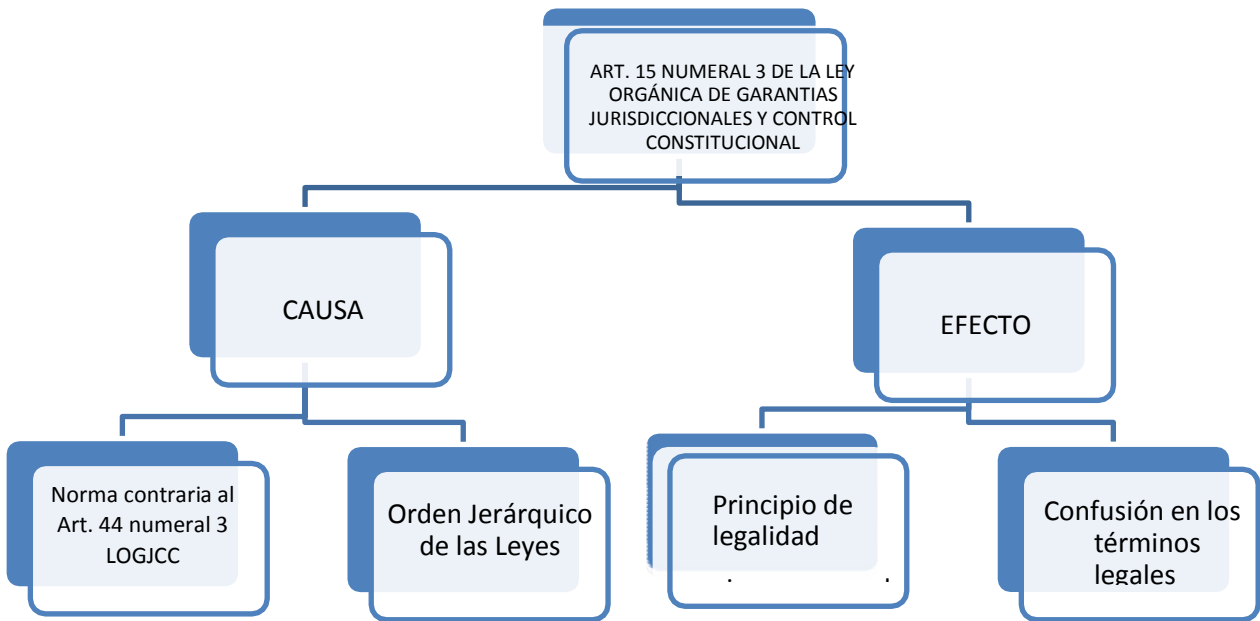 ART. 15 NUMERAL 3 DE LA LEY
ORGÁNICA DE GARANTIAS
JURISDICCIONALES Y CONTROL
CONSTITUCIONAL
CAUSA
EFECTO
Norma contraria al
Art. 44 numeral 3
LOGJCC
Orden Jerárquico
de las Leyes
Principio de
legalidad
Confusión en los
términos
legales